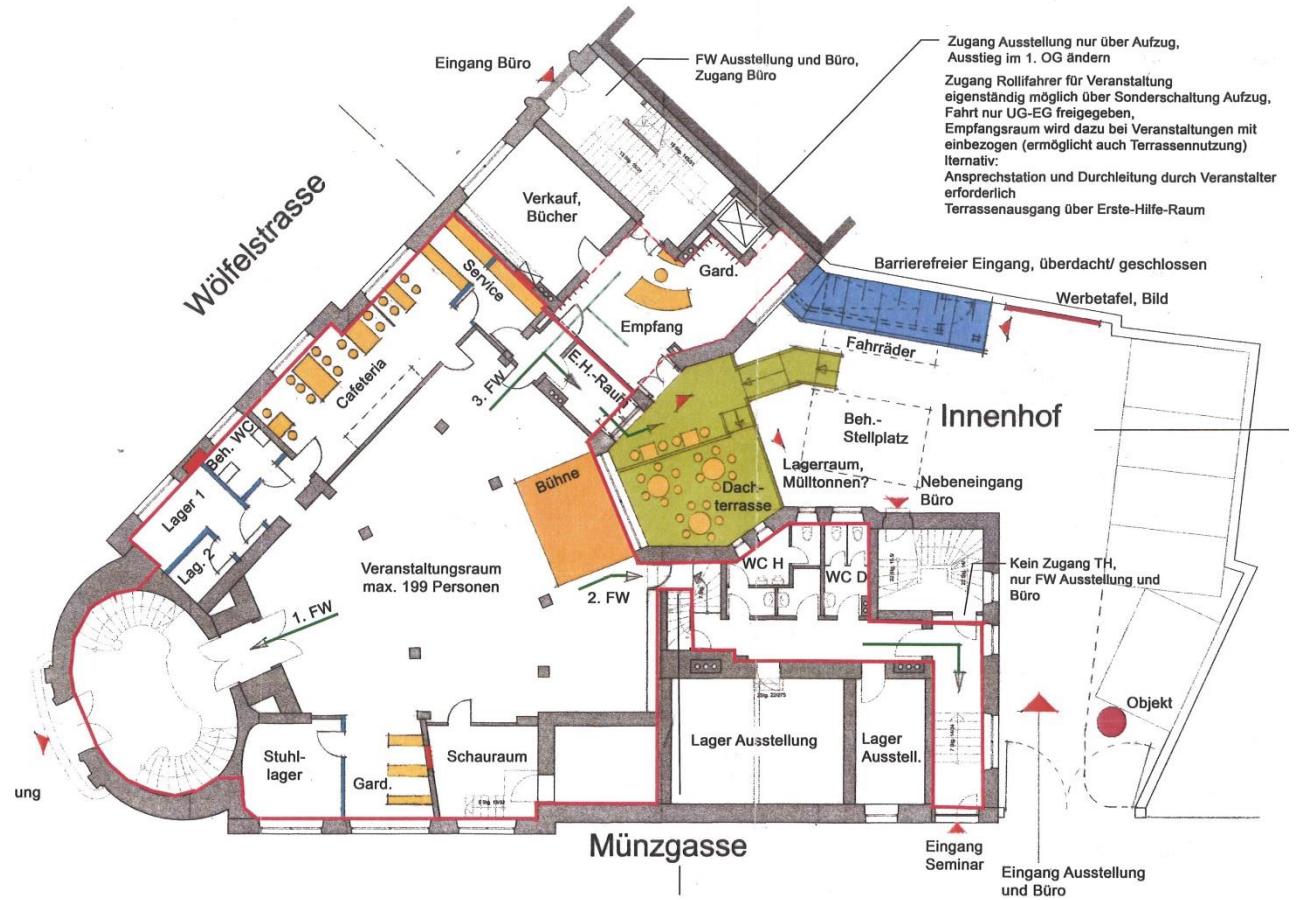 Eingang Büro
FW Ausstellung und Büro,
Zugang Büro
Zugang Ausstellung nur über Aufzug,
Ausstieg im 1. OG ändern
Zugang Rollifahrer für Veranstaltung
eigenständig möglich über Sonderschaltung Aufzug,
Fahrt nur UG-EG freigegeben,
Empfangsraum wird dazu bei Veranstaltungen mit
einbezogen (ermöglicht auch Terrassennutzung)
lternativ:
Ansprechstation und Durchleitung durch Veranstalter
erforderlich
Terrassenausgang über Erste-Hilfe-Raum
Wölfelstrasse
Verkauf,
Bücher
Service
Gard.
Empfang
Barrierefreier Eingang, überdacht/ geschlossen
Werbetafel, Bild
Fahrräder
Cafeteria
3. FW
E.H.-Raum
Beh.-
Stellplatz
Innenhof
Beh. WC
Lager 1
Lag. 2
Bühne
Dach-
terrasse
Lagerraum,
Mülltonnen?
Nebeneingang
Büro
Veranstaltungsraum
max. 199 Personen
WC H
WC D
Kein Zugang TH,
nur FW Ausstellung und
Büro
1. FW
2. FW
Objekt
Stuhl-
lager
Gard.
Schauraum
Lager Ausstellung
Lager
Ausstell.
ung
Münzgasse
Eingang
Seminar
Eingang Ausstellung
und Büro